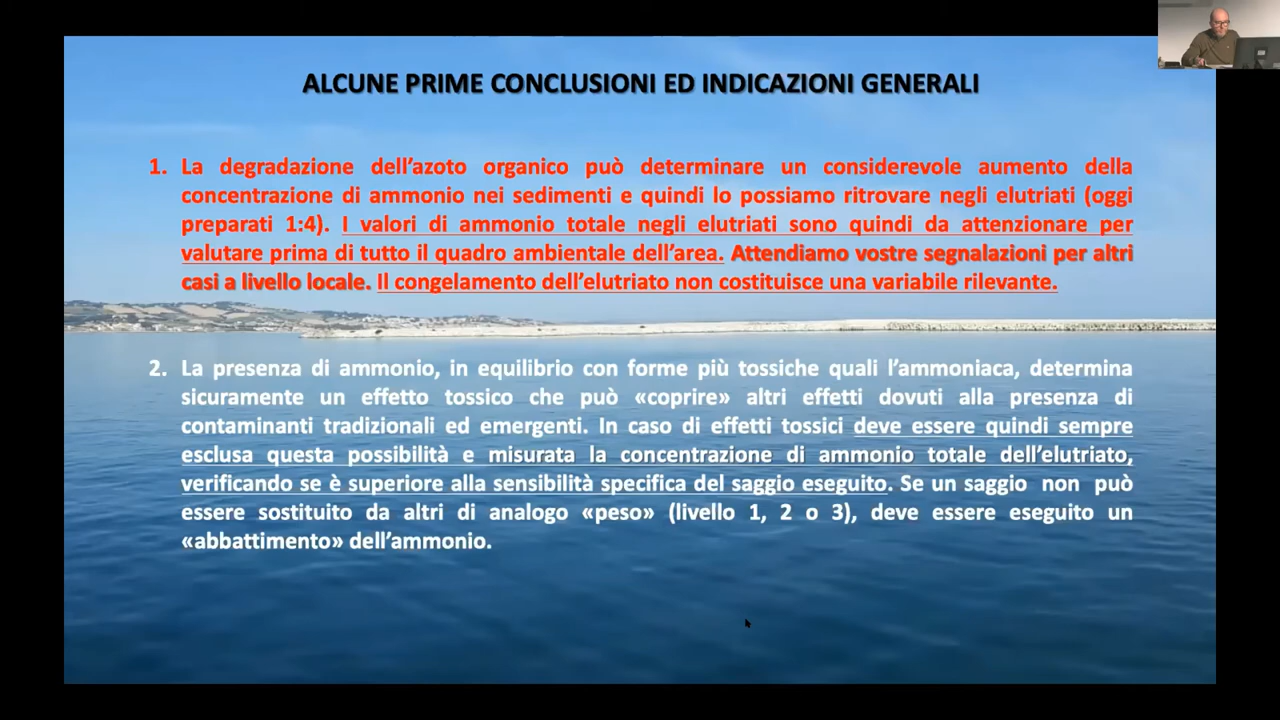 ALCUNE PRIME CONCLUSIONI ED INDICAZIONI GENERALI
1. La degradazione dell’azoto organico può determinare un considerevole aumento della
concentrazione di ammonio nei sedimenti e quindi lo possiamo ritrovare negli elutriati (oggi
preparati 1:4). I valori di ammonio totale negli elutriati sono quindi da attenzionare per
valutare prima di tutto il quadro ambientale dell’area. Attendiamo vostre segnalazioni per altri
casi a livello locale. Il congelamento dell’elutriato non costituisce una variabile rilevante.
2. La presenza di ammonio, in equilibrio con forme più tossiche quali l’ammoniaca, determina
sicuramente un effetto tossico che può «coprire» altri effetti dovuti alla presenza di
contaminanti tradizionali ed emergenti. In caso di effetti tossici deve essere quindi sempre
esclusa questa possibilità e misurata la concentrazione di ammonio totale dell’elutriato,
verificando se è superiore alla sensibilità specifica del saggio eseguito. Se un saggio non può
essere sostituito da altri di analogo «peso» (livello 1, 2 o 3), deve essere eseguito un
«abbattimento» dell’ammonio.